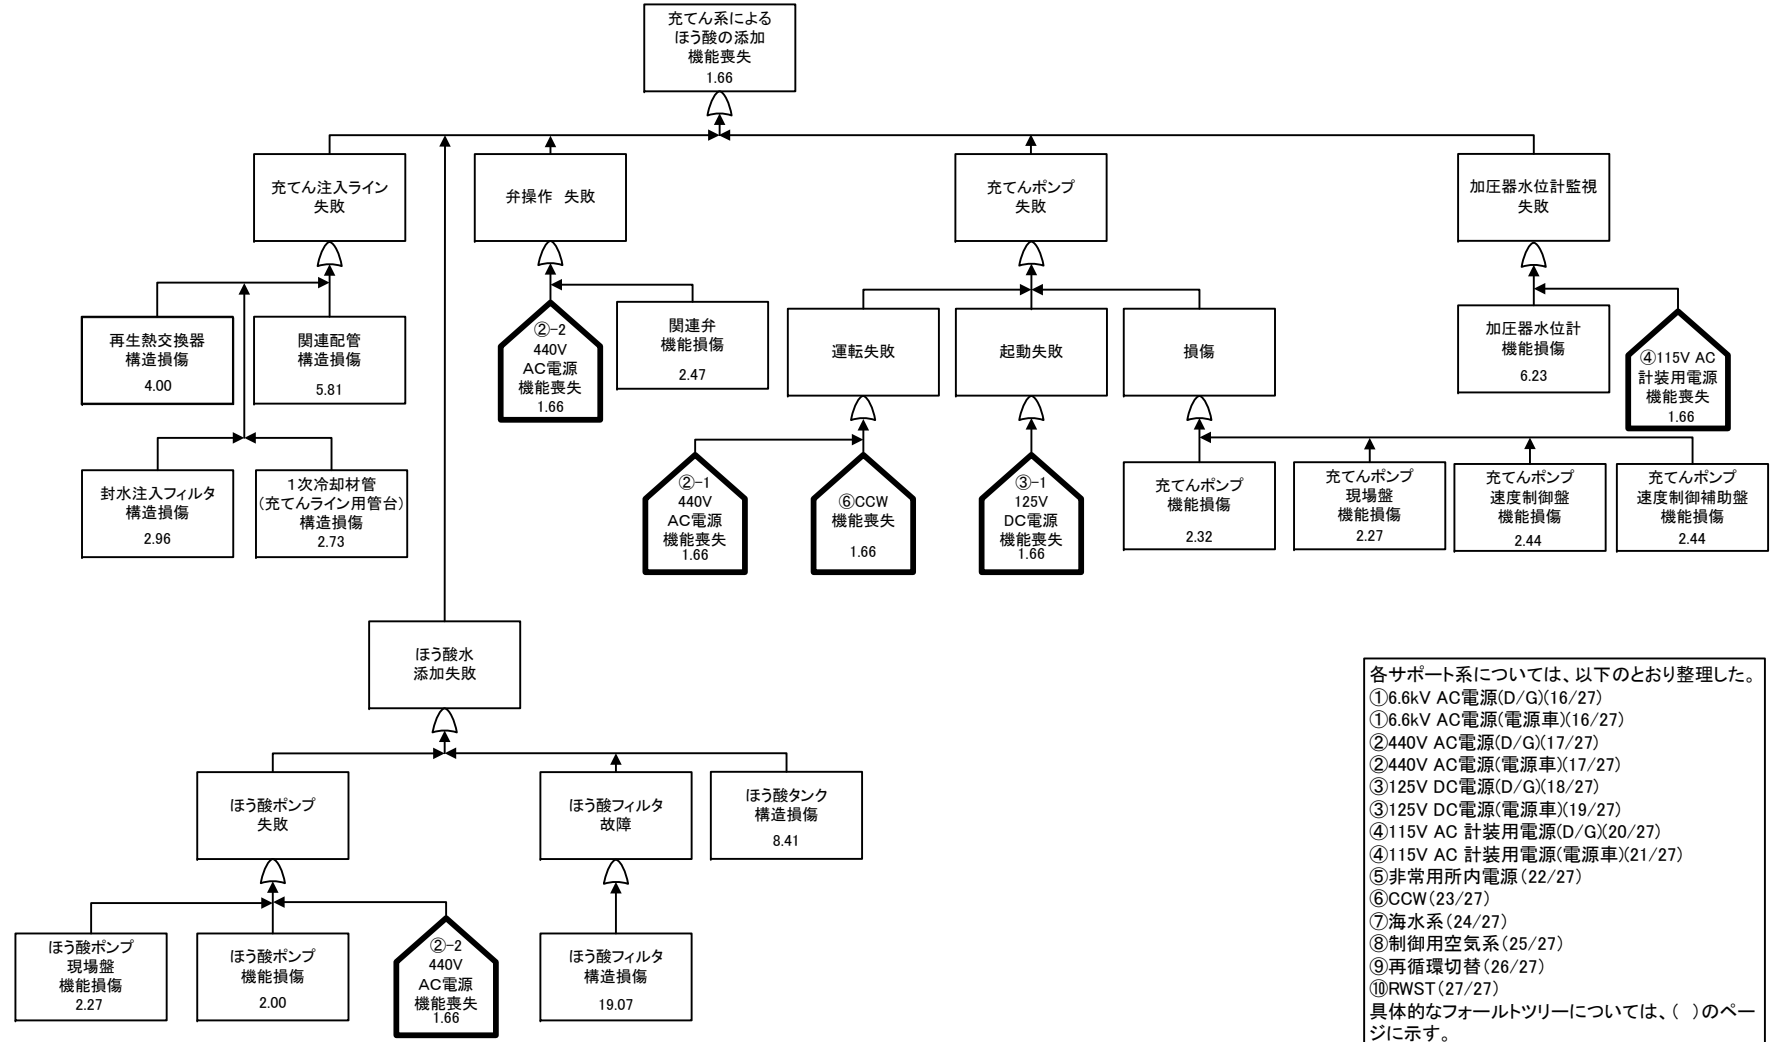 充てん系による
ほう酸の添加
機能喪失
1.66
充てん注入ライン
失敗
弁操作 失敗
充てんポンプ
失敗
加圧器水位計監視
失敗
再生熱交換器
構造損傷
4.00
関連配管
構造損傷
5.81
②-2
440V
AC電源
機能喪失
1.66
関連弁
機能損傷
2.47
運転失敗
起動失敗
損傷
加圧器水位計
機能損傷
6.23
④115V AC
計装用電源
機能喪失
1.66
封水注入フィルタ
構造損傷
2.96
1次冷却材管
(充てんライン用管台)
構造損傷
2.73
②-1
440V
AC電源
機能喪失
1.66
⑥CCW
機能喪失
1.66
③-1
125V
DC電源
機能喪失
1.66
充てんポンプ
機能損傷
2.32
充てんポンプ
現場盤
機能損傷
2.27
充てんポンプ
速度制御盤
機能損傷
2.44
充てんポンプ
速度制御補助盤
機能損傷
2.44
ほう酸水
添加失敗
ほう酸ポンプ
失敗
ほう酸フィルタ
故障
ほう酸タンク
構造損傷
8.41
ほう酸ポンプ
現場盤
機能損傷
2.27
ほう酸ポンプ
機能損傷
2.00
②-2
440V
AC電源
機能喪失
1.66
ほう酸フィルタ
構造損傷
19.07
各サポート系については、以下のとおり整理した。
①6.6kV AC電源(D/G)(16/27)
①6.6kV AC電源(電源車)(16/27)
②440V AC電源(D/G)(17/27)
②440V AC電源(電源車)(17/27)
③125V DC電源(D/G)(18/27)
③125V DC電源(電源車)(19/27)
④115V AC 計装用電源(D/G)(20/27)
④115V AC 計装用電源(電源車)(21/27)
⑤非常用所内電源(22/27)
⑥CCW(23/27)
⑦海水系(24/27)
⑧制御用空気系(25/27)
⑨再循環切替(26/27)
⑩RWST(27/27)
具体的なフォールトツリーについては、( )のペー
ジに示す。